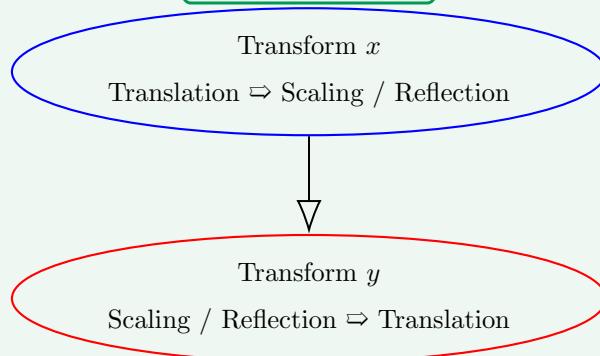 Transform x
Translation ⇨ Scaling / Reflection
Transform y
Scaling / Reflection ⇨ Translation